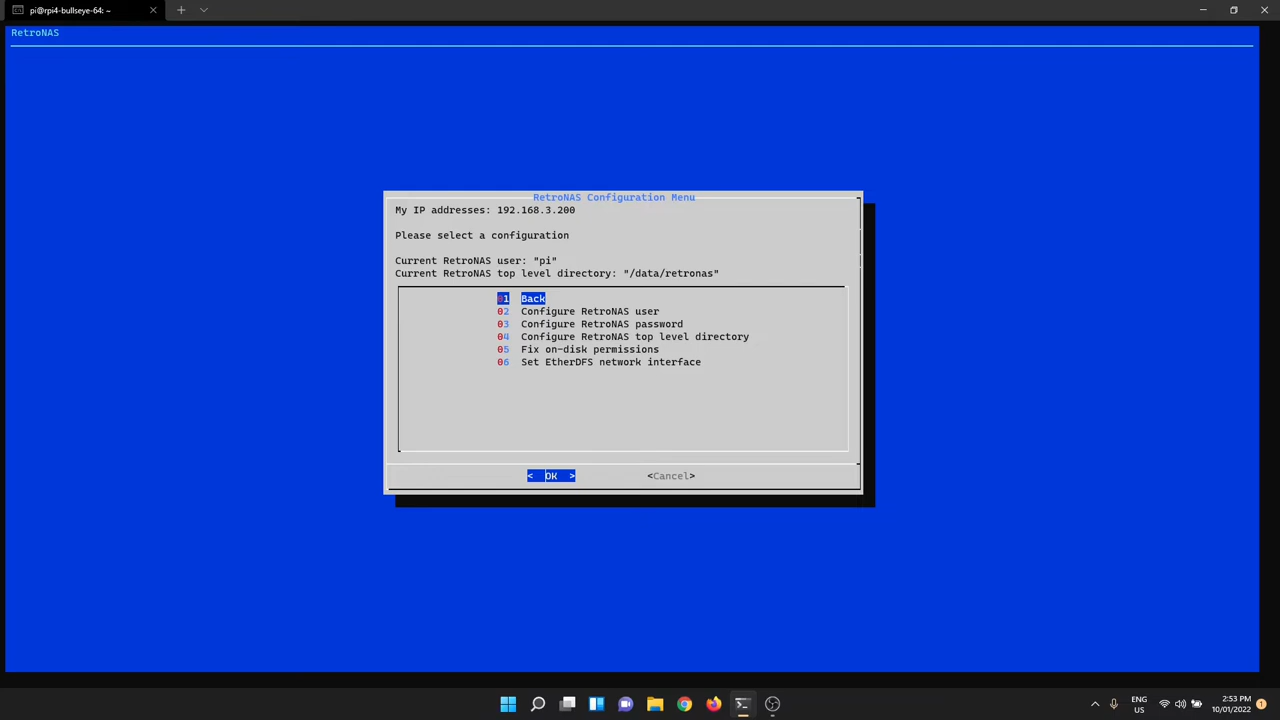 pi@rpi4-bullseye-64: ~
RetroNAS
RetroNAS Configuration Menu
My IP addresses: 192.168.3.200
Please select a configuration
Current RetroNAS user: "pi"
Current RetroNAS top level directory: "/data/retronas"
01 Back
02 Configure RetroNAS user
03 Configure RetroNAS password
04 Configure RetroNAS top level directory
05 Fix on-disk permissions
06 Set EtherDFS network interface
< OK > <Cancel>
ENG
US
2:53 PM
10/01/2022
1